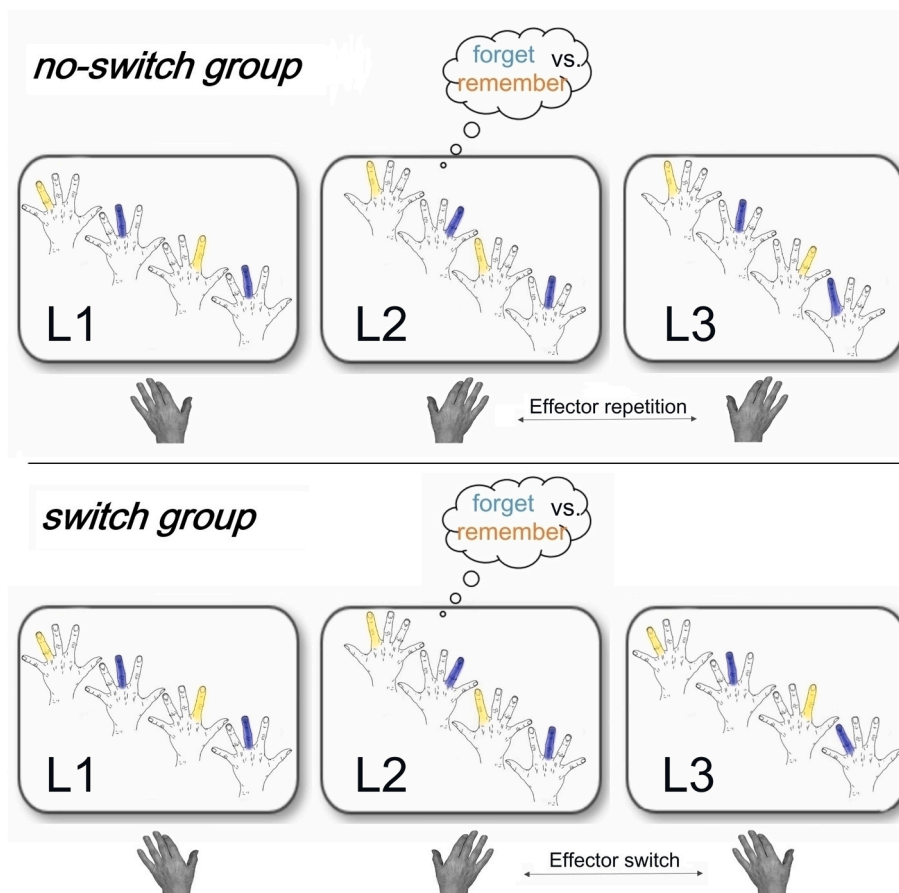 no-switch group
forget vs.
remember
L1
L2
L3
Effector repetition
switch group
forget vs.
remember
L1
L2
L3
Effector switch